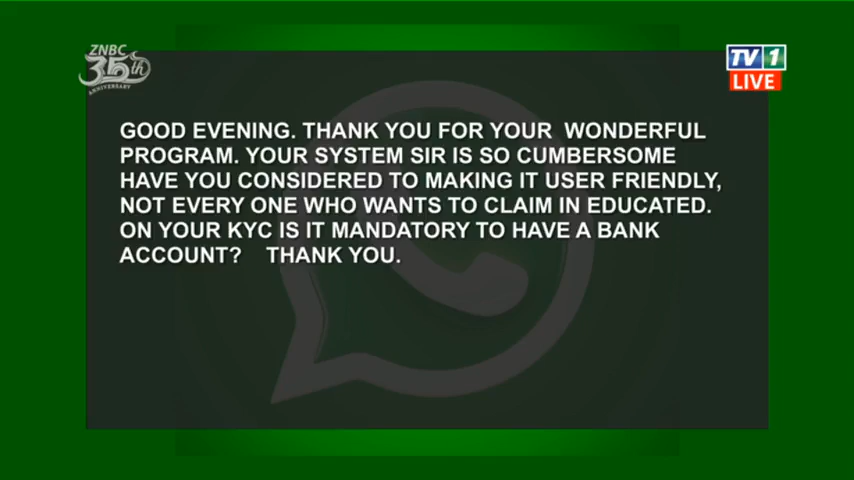 ZNBC
35th
ANNIVERSARY
TV1
LIVE
GOOD EVENING. THANK YOU FOR YOUR  WONDERFUL
PROGRAM. YOUR SYSTEM SIR IS SO CUMBERSOME
HAVE YOU CONSIDERED TO MAKING IT USER FRIENDLY,
NOT EVERY ONE WHO WANTS TO CLAIM IN EDUCATED.
ON YOUR KYC IS IT MANDATORY TO HAVE A BANK
ACCOUNT?    THANK YOU.